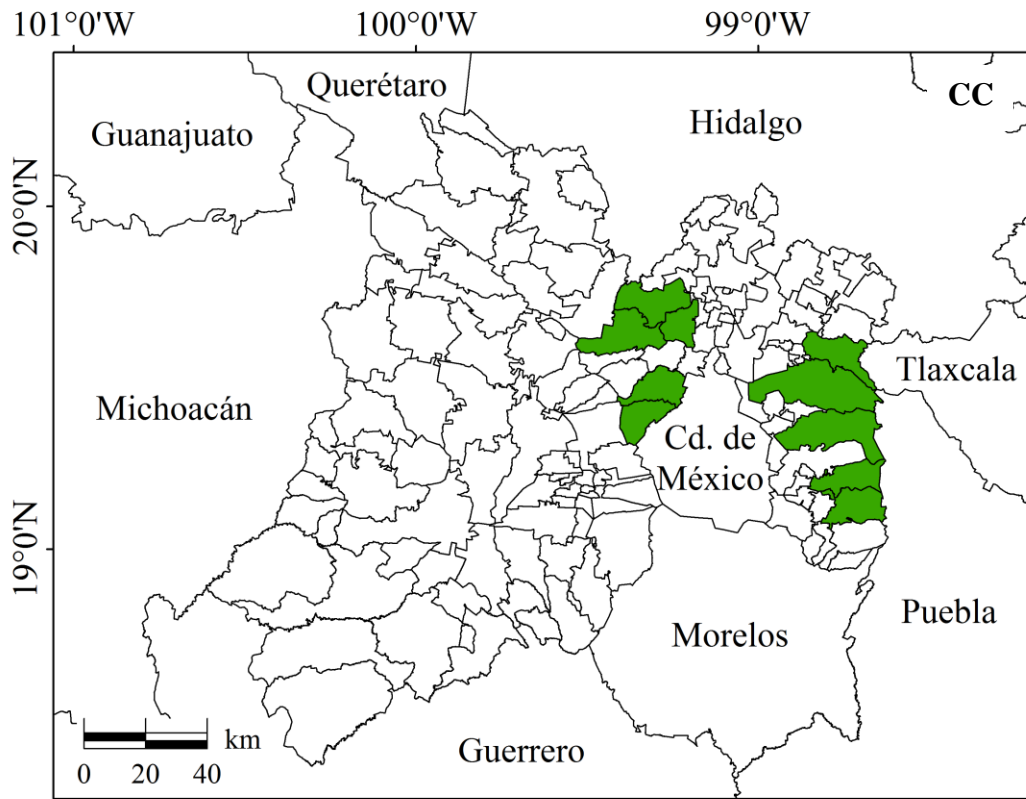 101°0'W 100°0'W 99°0'W
Querétaro
CC
Guanajuato
Hidalgo
20°0'N
Tlaxcala
Michoacán
Cd. de
México
19°0'N
Puebla
Morelos
km
Guerrero
0 20 40